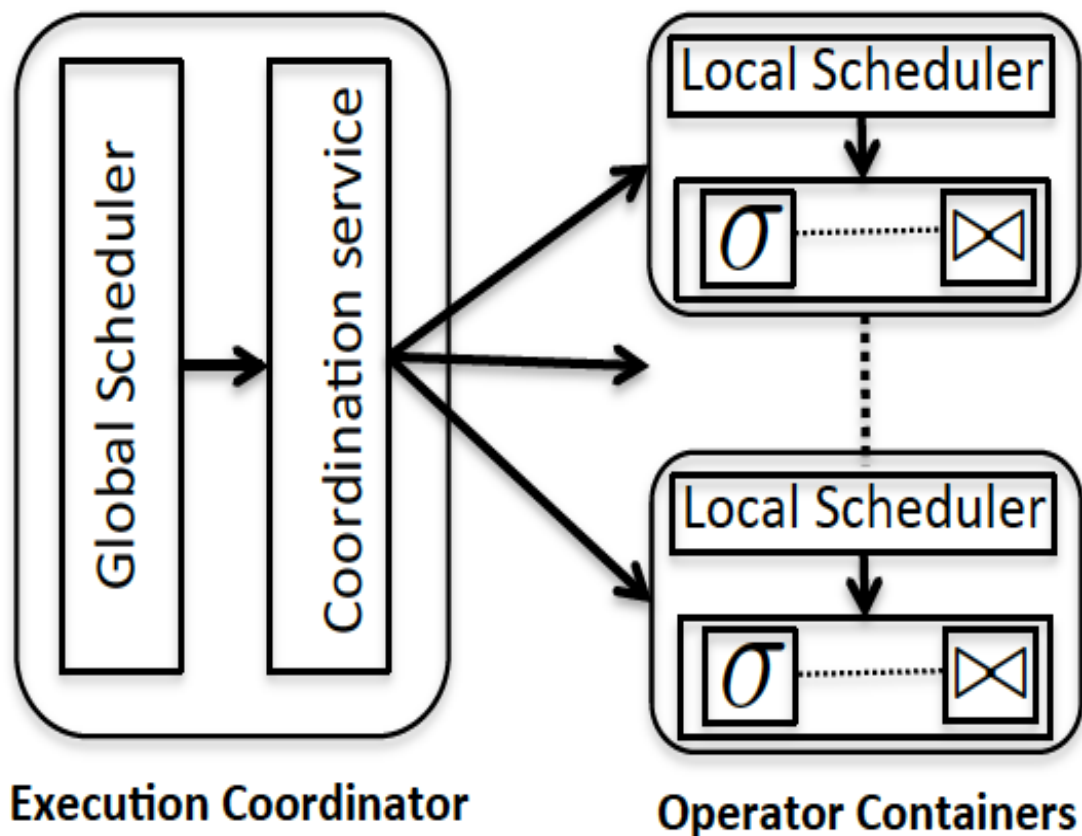 Global Scheduler
Coordination service
Local Scheduler
σ ⋈
Local Scheduler
σ ⋈
Execution Coordinator
Operator Containers